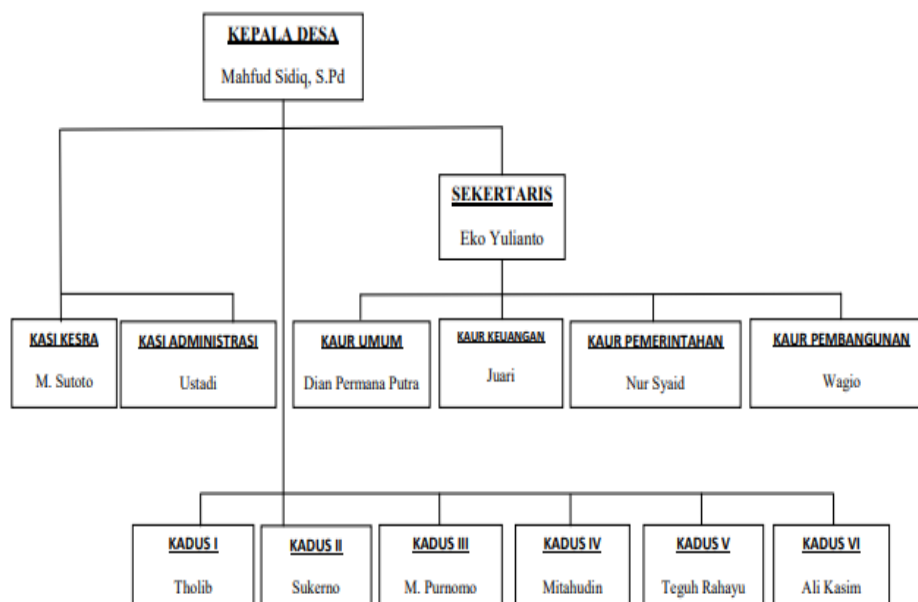 KEPALA DESA
Mahfud Sidiq, S.Pd
SEKERTARIS
Eko Yulianto
KASI KESRA
M. Sutoto
KASI ADMINISTRASI
Ustadi
KAUR UMUM
Dian Permana Putra
KAUR KEUANGAN
Juari
KAUR PEMERINTAHAN
Nur Syaid
KAUR PEMBANGUNAN
Wagio
KADUS I
Tholib
KADUS II
Sukerno
KADUS III
M. Purnomo
KADUS IV
Mitahudin
KADUS V
Teguh Rahayu
KADUS VI
Ali Kasim